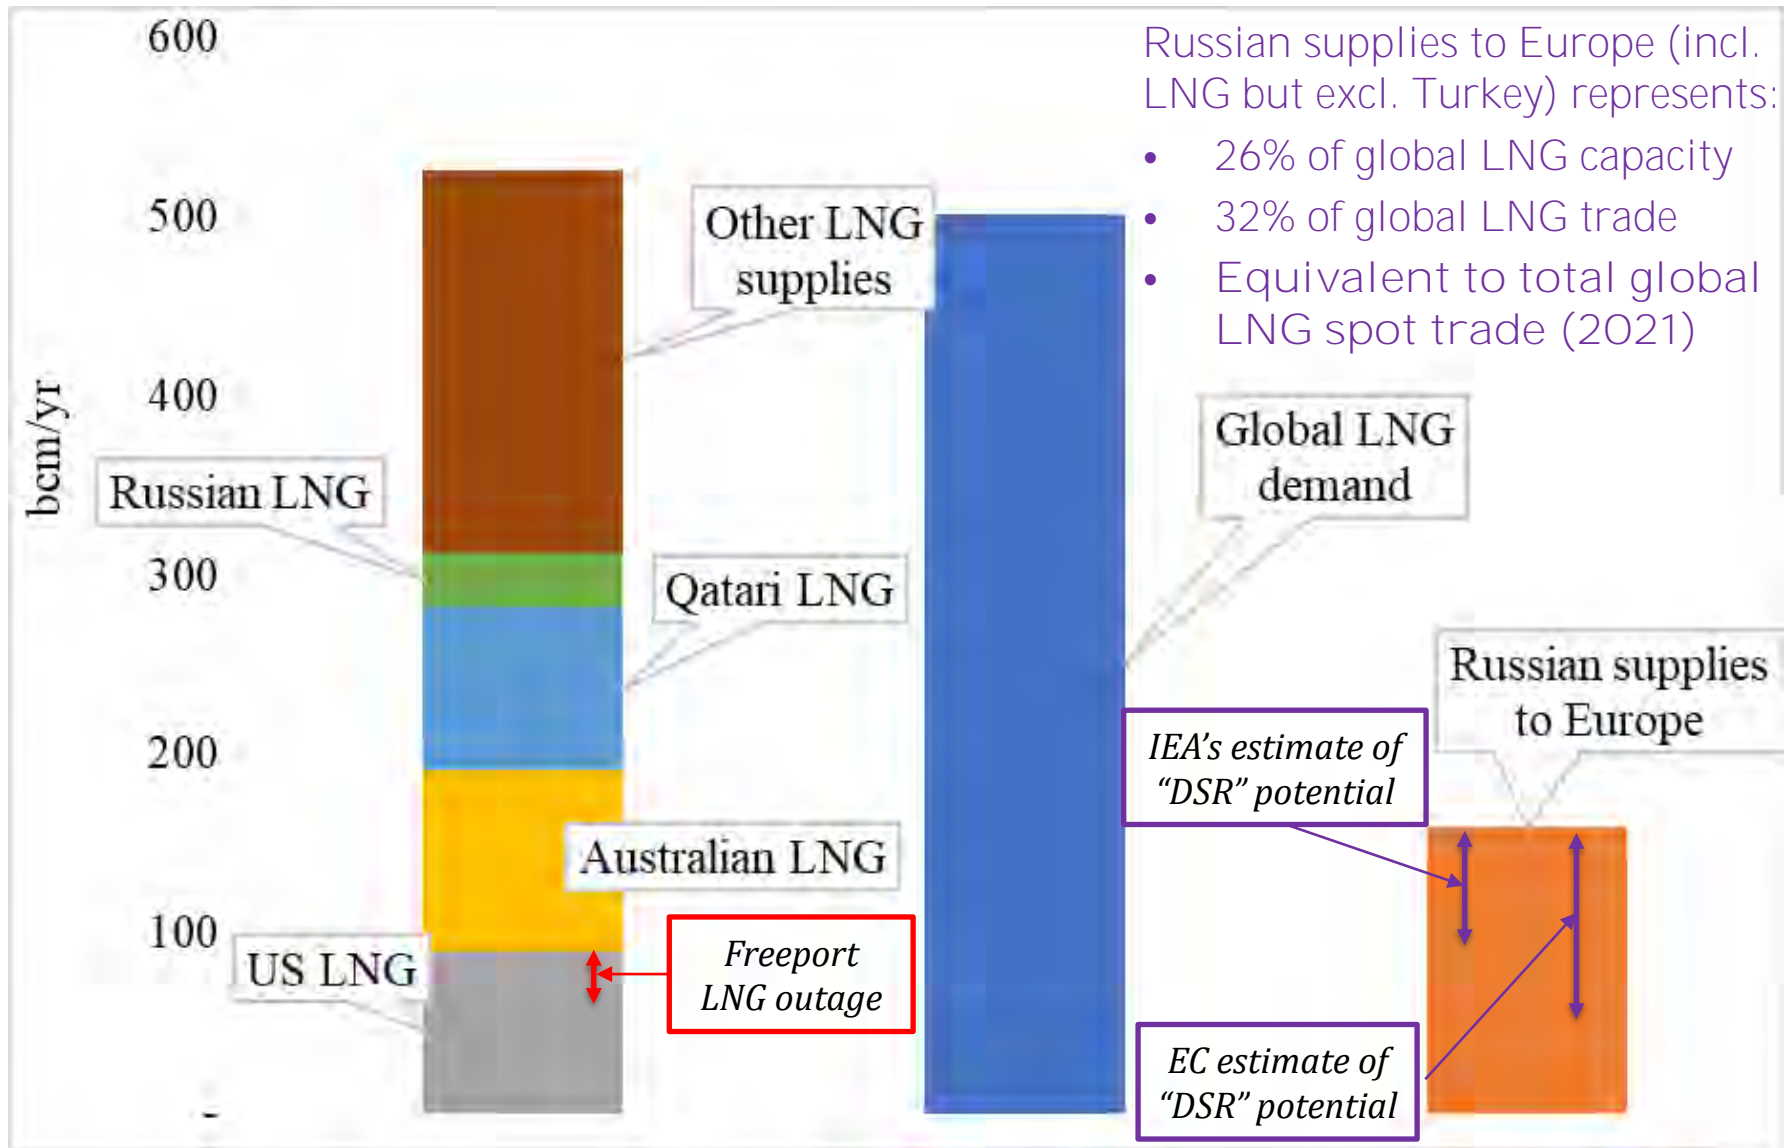 600
500
400
300
200
100
-
bcm/yr
Russian supplies to Europe (incl.
LNG but excl. Turkey) represents:
• 26% of global LNG capacity
• 32% of global LNG trade
• Equivalent to total global
LNG spot trade (2021)
Other LNG
supplies
Russian LNG
Qatari LNG
Australian LNG
US LNG
Freeport
LNG outage
Global LNG
demand
IEA’s estimate of
“DSR” potential
Russian supplies
to Europe
EC estimate of
“DSR” potential